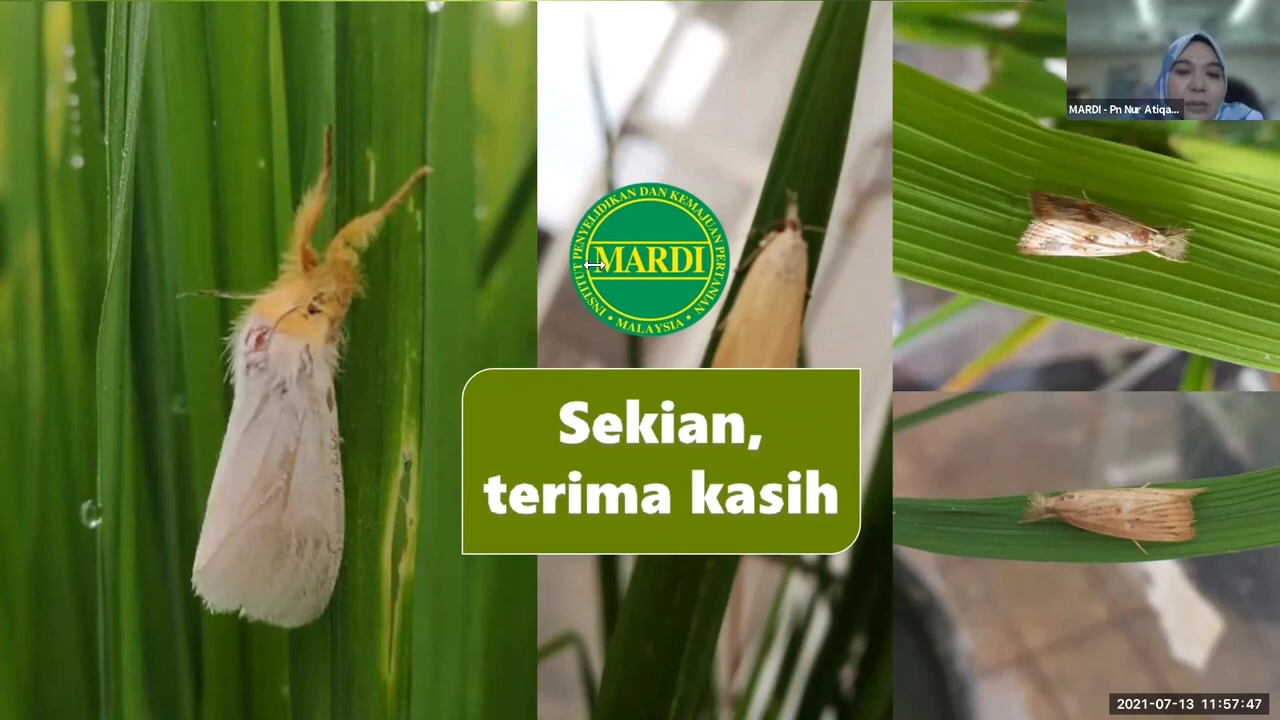 MARDI - Pn Nur Atiqa...
INSTITUT PENYELIDIKAN DAN KEMAJUAN PERTANIAN
MARDI
• MALAYSIA •
Sekian,
terima kasih
2021-07-13 11:57:47